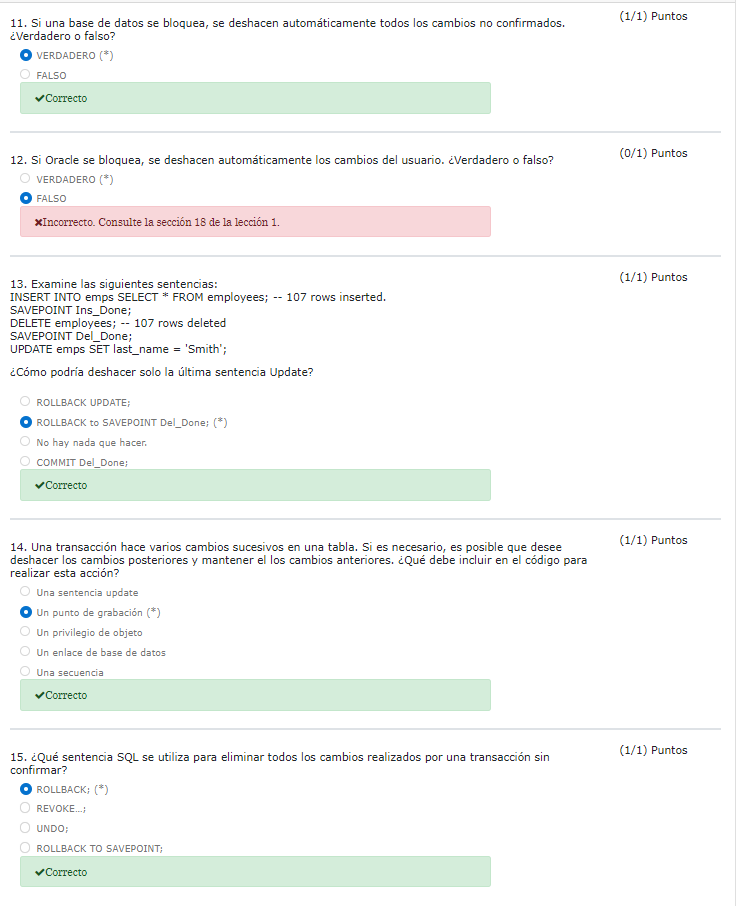 11. Si una base de datos se bloquea, se deshacen automáticamente todos los cambios no confirmados.
¿Verdadero o falso?
(1/1) Puntos
VERDADERO (*)
FALSO
✔Correcto
12. Si Oracle se bloquea, se deshacen automáticamente los cambios del usuario. ¿Verdadero o falso?
(0/1) Puntos
VERDADERO (*)
FALSO
✖Incorrecto. Consulte la sección 18 de la lección 1.
13. Examine las siguientes sentencias:
(1/1) Puntos
INSERT INTO emps SELECT * FROM employees; -- 107 rows inserted.
SAVEPOINT Ins_Done;
DELETE employees; -- 107 rows deleted
SAVEPOINT Del_Done;
UPDATE emps SET last_name = 'Smith';
¿Cómo podría deshacer solo la última sentencia Update?
ROLLBACK UPDATE;
ROLLBACK to SAVEPOINT Del_Done; (*)
No hay nada que hacer.
COMMIT Del_Done;
✔Correcto
14. Una transacción hace varios cambios sucesivos en una tabla. Si es necesario, es posible que desee
deshacer los cambios posteriores y mantener el los cambios anteriores. ¿Qué debe incluir en el código para
realizar esta acción?
(1/1) Puntos
Una sentencia update
Un punto de grabación (*)
Un privilegio de objeto
Un enlace de base de datos
Una secuencia
✔Correcto
15. ¿Qué sentencia SQL se utiliza para eliminar todos los cambios realizados por una transacción sin
confirmar?
(1/1) Puntos
ROLLBACK; (*)
REVOKE...;
UNDO;
ROLLBACK TO SAVEPOINT;
✔Correcto